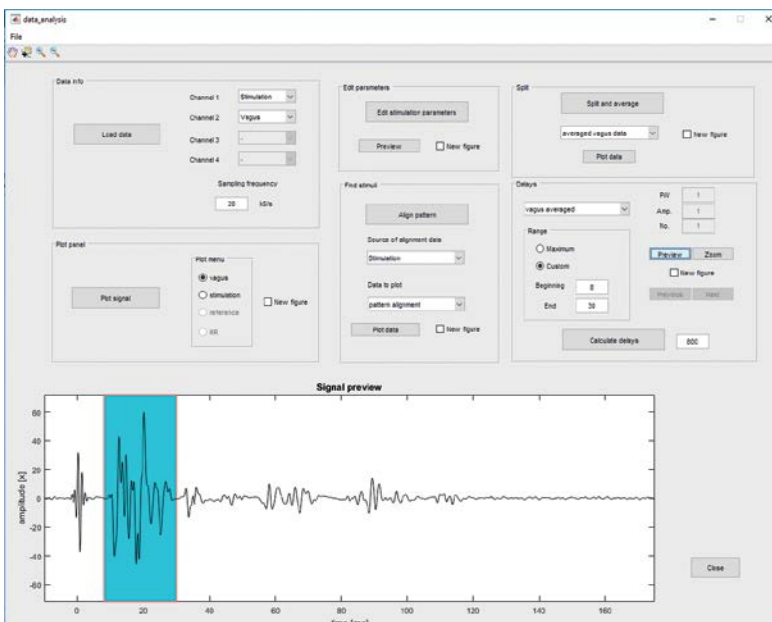 data_analysis
File
Data info
Load data
Channel 1
Stimulation
Channel 2
Vagus
Channel 3
-
Channel 4
-
Sampling frequency
20 kS/s
Plot panel
Plot signal
Plot menu
vagus
stimulation
reference
RR
New figure
Edit parameters
Edit stimulation parameters
Preview
New figure
Find stimuli
Align pattern
Source of alignment data
Stimulation
Data to plot
pattern alignment
Plot data
New figure
Split
Split and average
averaged vagus data
New figure
Plot data
Delays
vagus averaged
PW 1
Amp. 1
No. 1
Range
Maximum
Custom
Beginning 8
End 30
Preview
Zoom
New figure
Previous
Next
Calculate delays
800
Signal preview
amplitude [x]
60
40
20
0
-20
-40
-60
0 20 40 60 80 100 120 140 160
time [ms]
Close